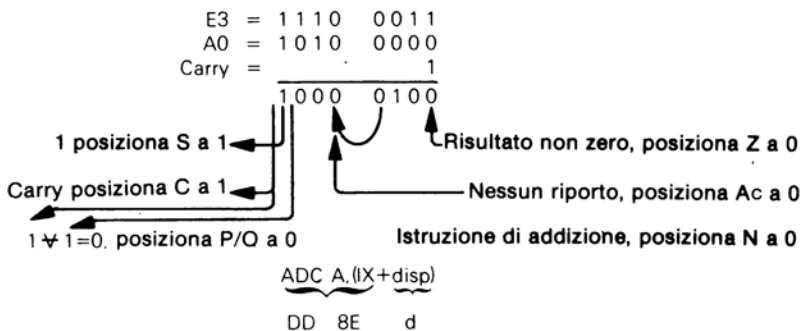 E3 = 1110 0011
A0 = 1010 0000
Carry = 1
1000 0100
1 posiziona S a 1
Risultato non zero, posiziona Z a 0
Carry posiziona C a 1
Nessun riporto, posiziona Ac a 0
1 ⊻ 1=0, posiziona P/O a 0
Istruzione di addizione, posiziona N a 0
ADC A,(IX+disp)
DD 8E d